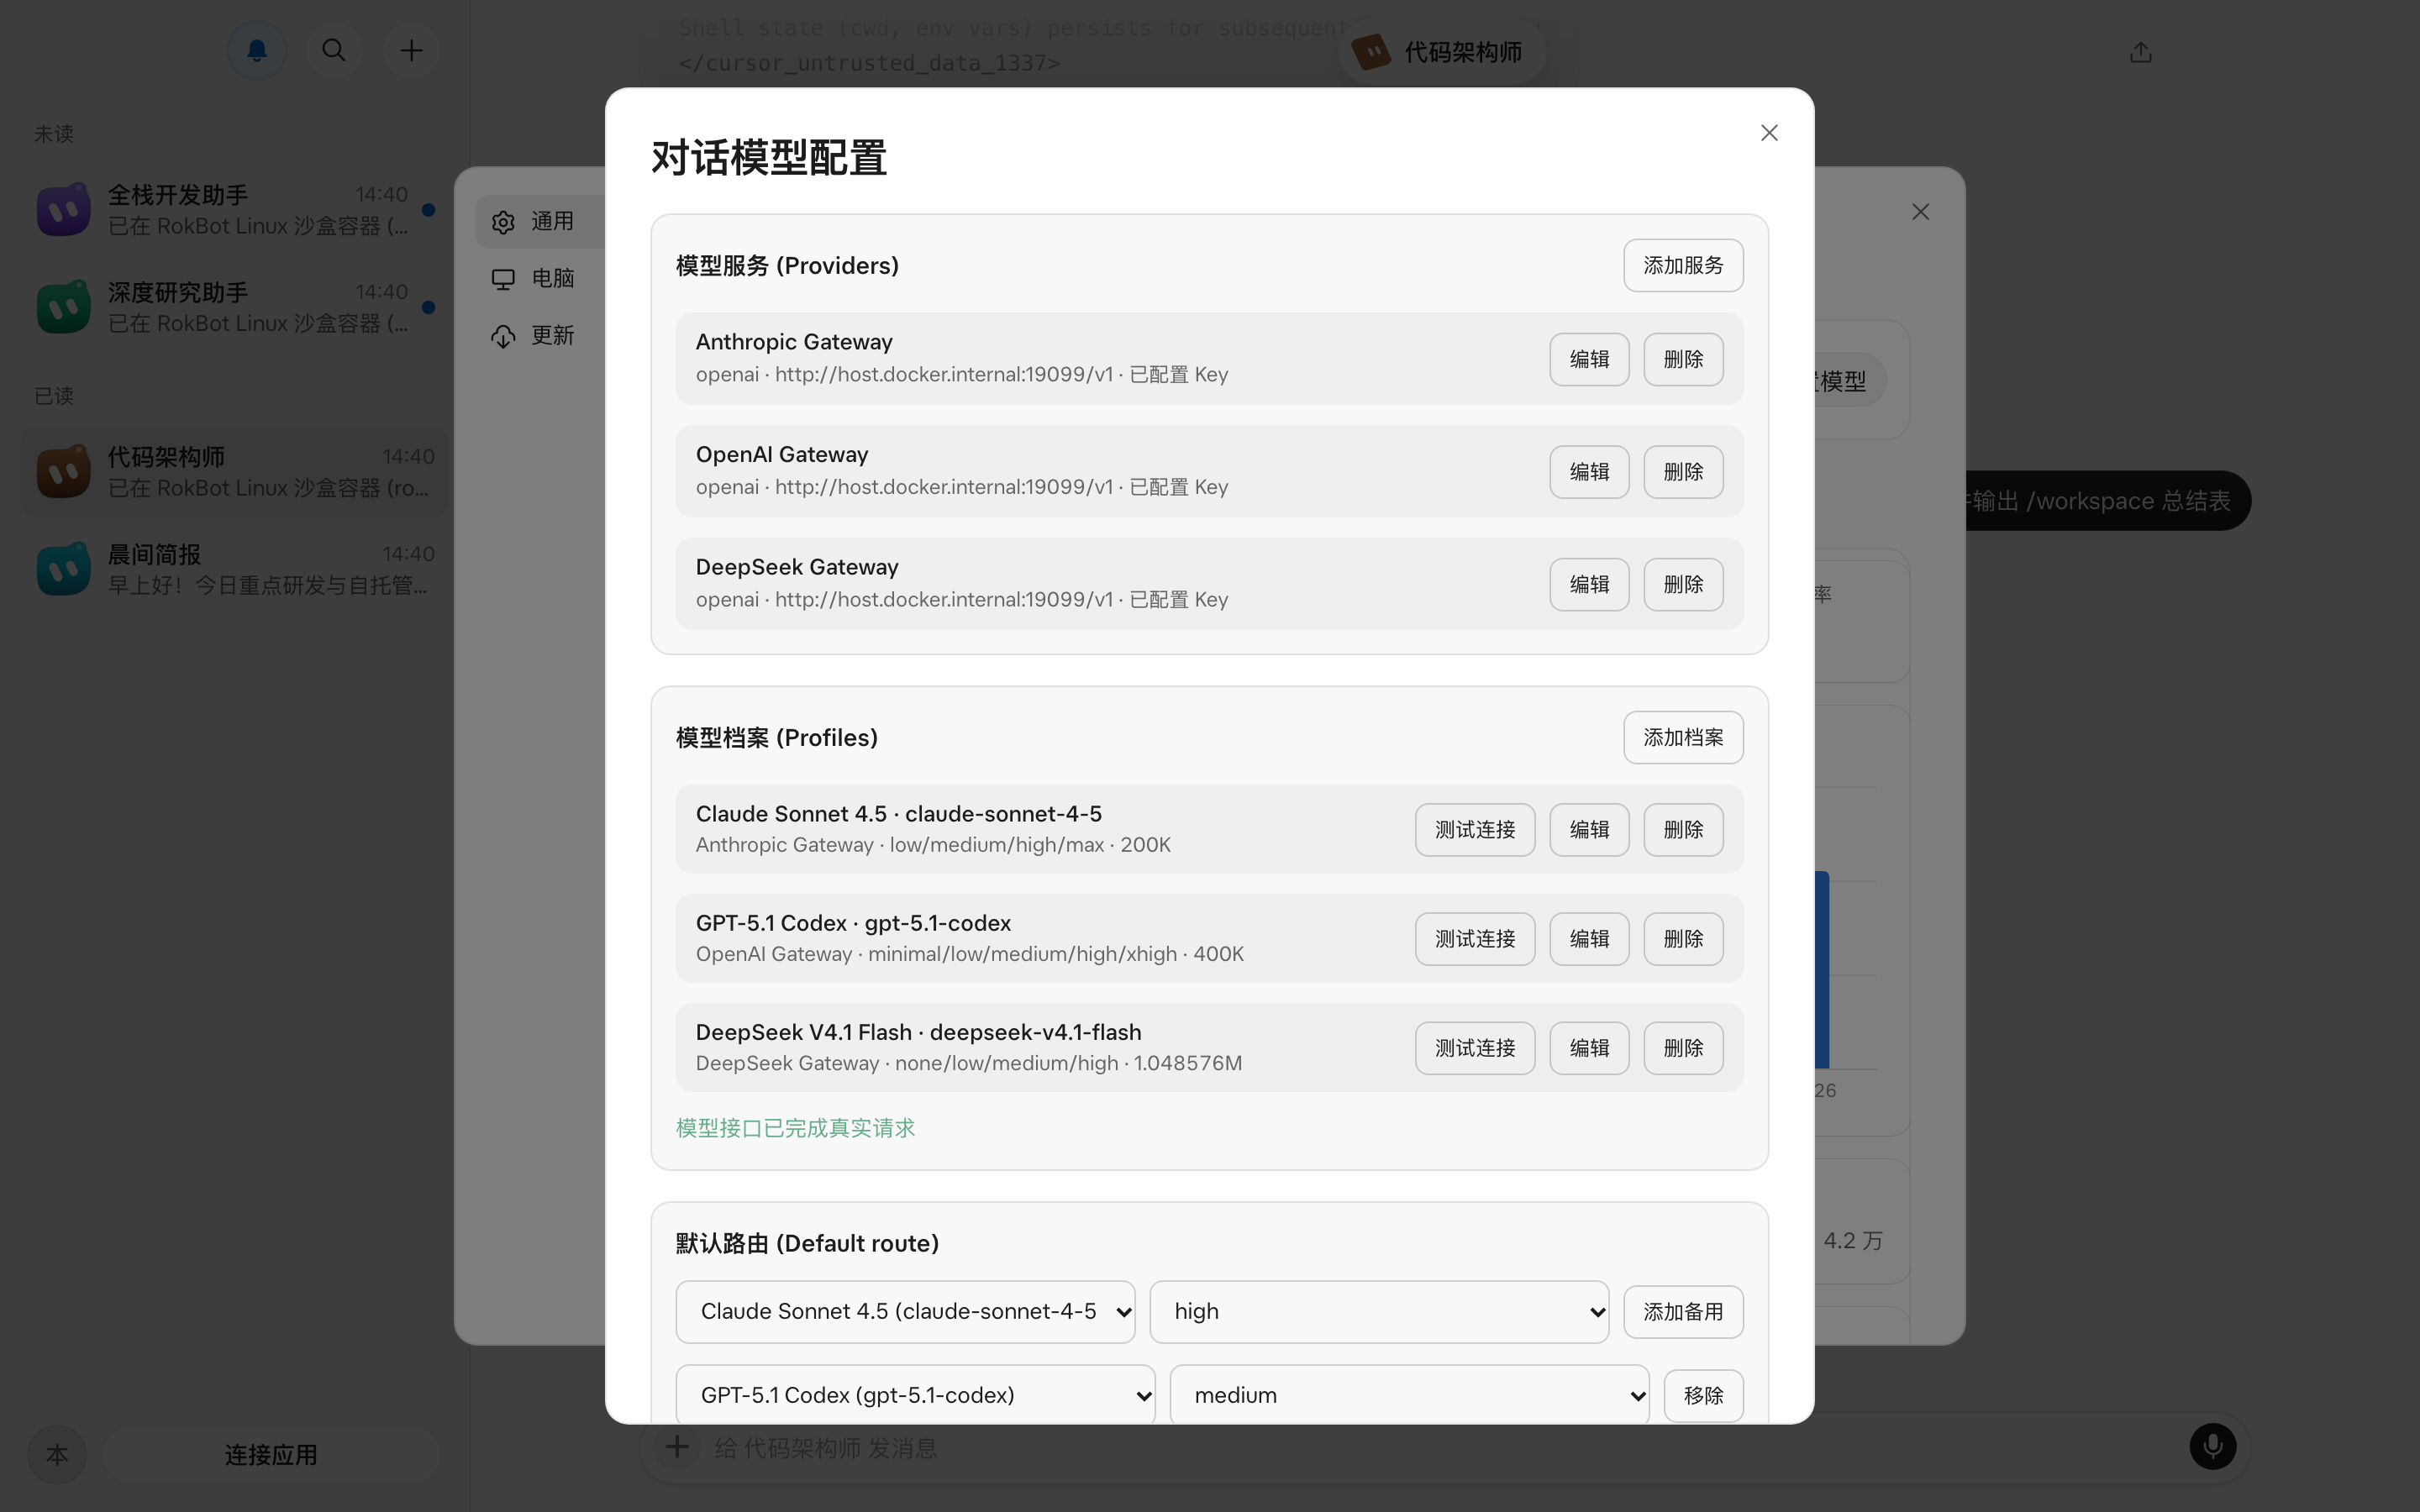 Shell state (cwd, env vars) persists for subsequent
</cursor_untrusted_data_1337>
代码架构师
未读
全栈开发助手 14:40
已在 RokBot Linux 沙盒容器 (...
深度研究助手 14:40
已在 RokBot Linux 沙盒容器 (...
已读
代码架构师 14:40
已在 RokBot Linux 沙盒容器 (ro...
晨间简报 14:40
早上好！今日重点研发与自托管...
本
连接应用
通用
电脑
更新
对话模型配置
模型服务 (Providers)
添加服务
Anthropic Gateway
openai · http://host.docker.internal:19099/v1 · 已配置 Key
编辑
删除
OpenAI Gateway
openai · http://host.docker.internal:19099/v1 · 已配置 Key
编辑
删除
DeepSeek Gateway
openai · http://host.docker.internal:19099/v1 · 已配置 Key
编辑
删除
模型档案 (Profiles)
添加档案
Claude Sonnet 4.5 · claude-sonnet-4-5
Anthropic Gateway · low/medium/high/max · 200K
测试连接
编辑
删除
GPT-5.1 Codex · gpt-5.1-codex
OpenAI Gateway · minimal/low/medium/high/xhigh · 400K
测试连接
编辑
删除
DeepSeek V4.1 Flash · deepseek-v4.1-flash
DeepSeek Gateway · none/low/medium/high · 1.048576M
测试连接
编辑
删除
模型接口已完成真实请求
默认路由 (Default route)
Claude Sonnet 4.5 (claude-sonnet-4-5
high
添加备用
GPT-5.1 Codex (gpt-5.1-codex)
medium
移除
模型
输出 /workspace 总结表
率
26
4.2 万
给 代码架构师 发消息